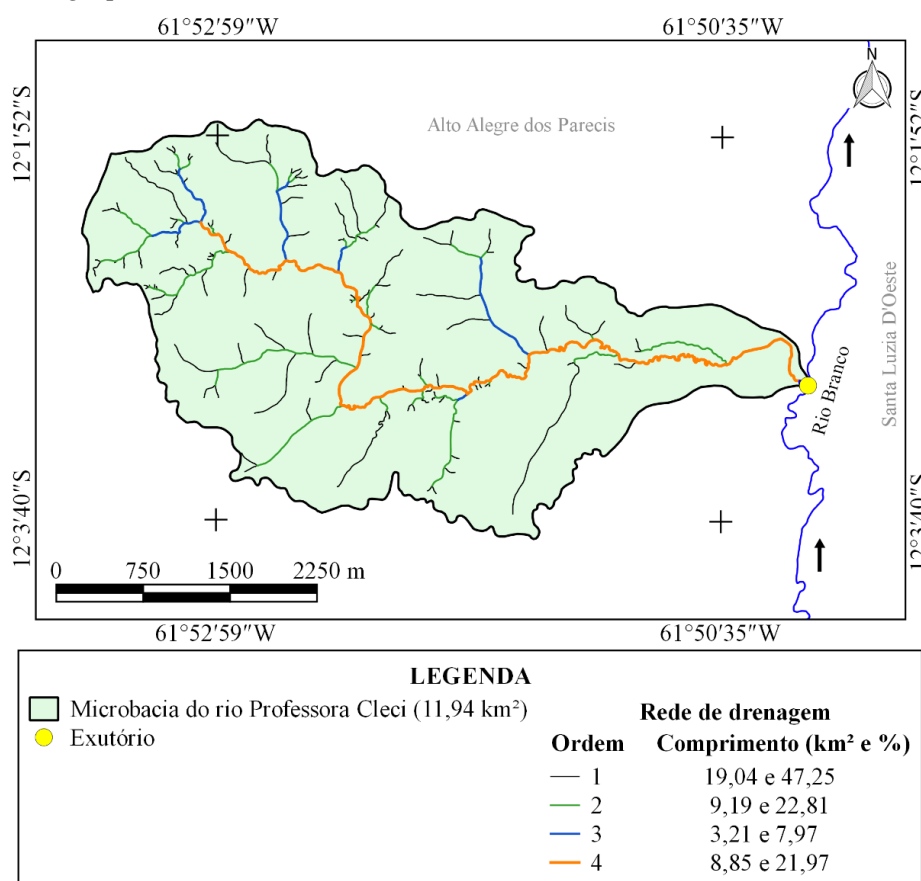 61°52'59"W 61°50'35"W
N
12°1'52"S
12°1'52"S
Alto Alegre dos Parecis
Santa Luzia D'Oeste
Rio Branco
12°3'40"S
12°3'40"S
0 750 1500 2250 m
61°52'59"W 61°50'35"W
LEGENDA
Microbacia do rio Professora Cleci (11,94 km²)
Exutório
Rede de drenagem
Ordem Comprimento (km² e %)
1 19,04 e 47,25
2 9,19 e 22,81
3 3,21 e 7,97
4 8,85 e 21,97